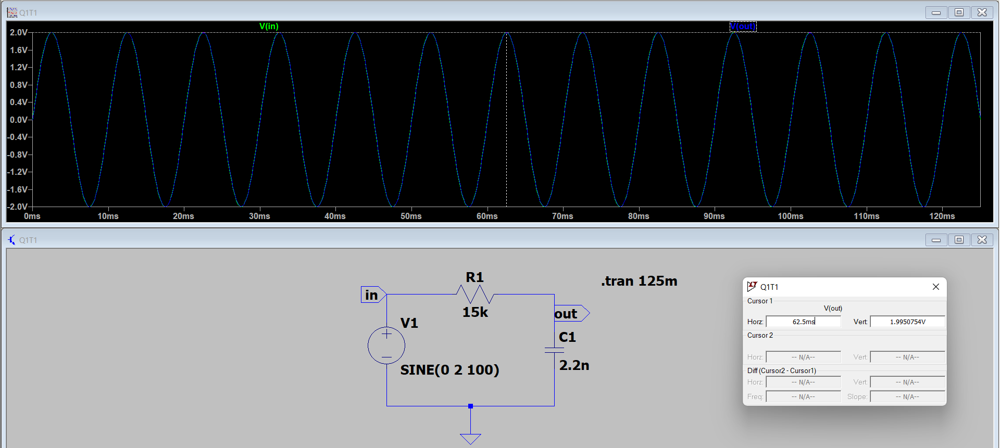 Q1T1
V(in)
V(out)
2.0V
1.6V
1.2V
0.8V
0.4V
0.0V
-0.4V
-0.8V
-1.2V
-1.6V
-2.0V
0ms 10ms 20ms 30ms 40ms 50ms 60ms 70ms 80ms 90ms 100ms 110ms 120ms
Q1T1
R1
15k
.tran 125m
in
out
V1
SINE(0 2 100)
C1
2.2n
Q1T1
Cursor 1
V(out)
Horz: 62.5ms Vert: 1.9950754V
Cursor 2
Horz: -- N/A-- Vert: -- N/A--
Diff (Cursor2 - Cursor1)
Horz: -- N/A-- Vert: -- N/A--
Freq: -- N/A-- Slope: -- N/A--